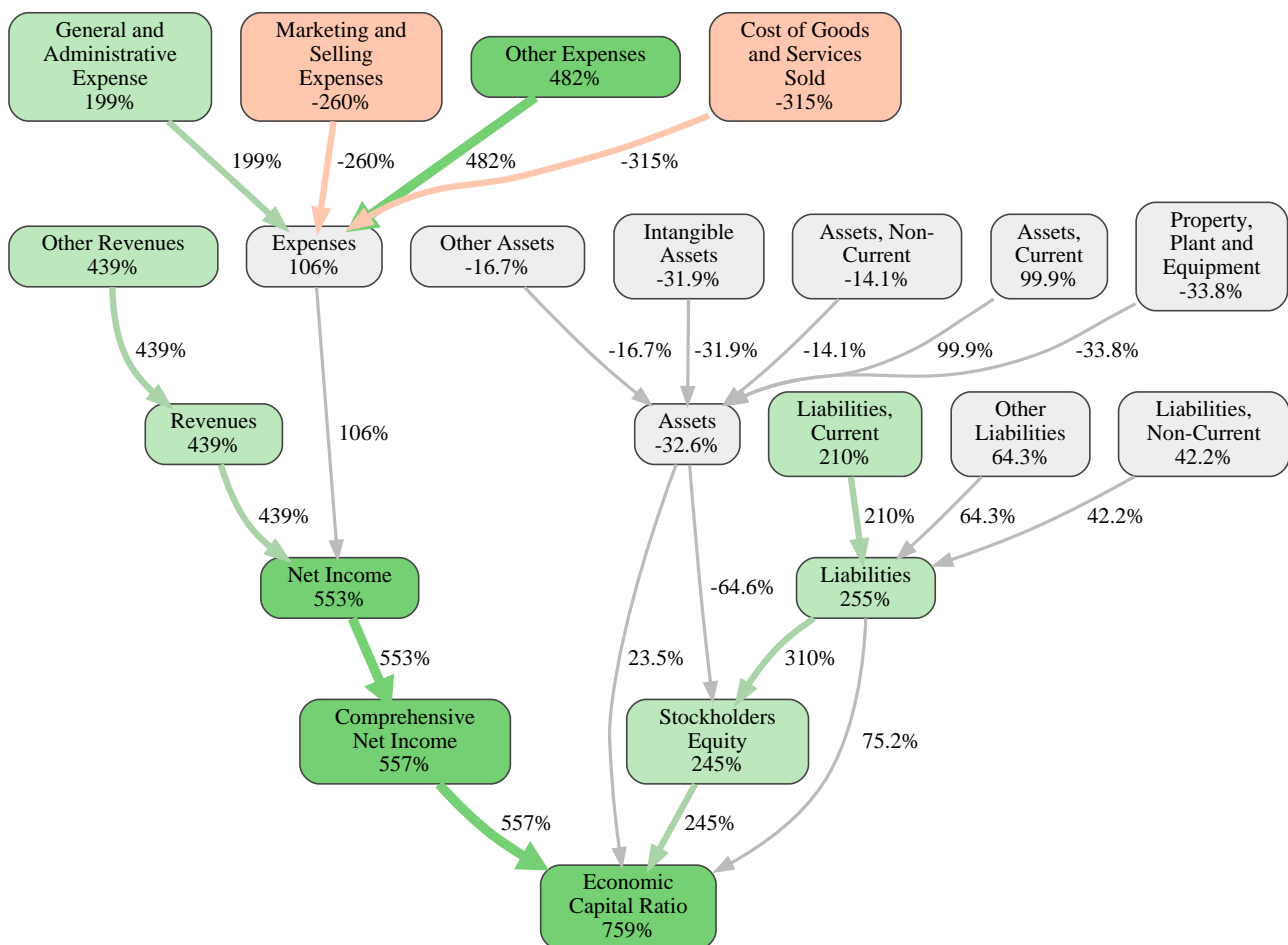 General and
Administrative
Expense
199%
Marketing and
Selling
Expenses
-260%
Other Expenses
482%
Cost of Goods
and Services
Sold
-315%
199%
-260%
482%
-315%
Other Revenues
439%
Expenses
106%
Other Assets
-16.7%
Intangible
Assets
-31.9%
Assets, Non-
Current
-14.1%
Assets,
Current
99.9%
Property,
Plant and
Equipment
-33.8%
439%
-16.7%
-31.9%
-14.1%
99.9%
-33.8%
Revenues
439%
106%
Assets
-32.6%
Liabilities,
Current
210%
Other
Liabilities
64.3%
Liabilities,
Non-Current
42.2%
439%
210%
64.3%
42.2%
Net Income
553%
-64.6%
Liabilities
255%
553%
23.5%
310%
Comprehensive
Net Income
557%
Stockholders
Equity
245%
75.2%
557%
245%
Economic
Capital Ratio
759%